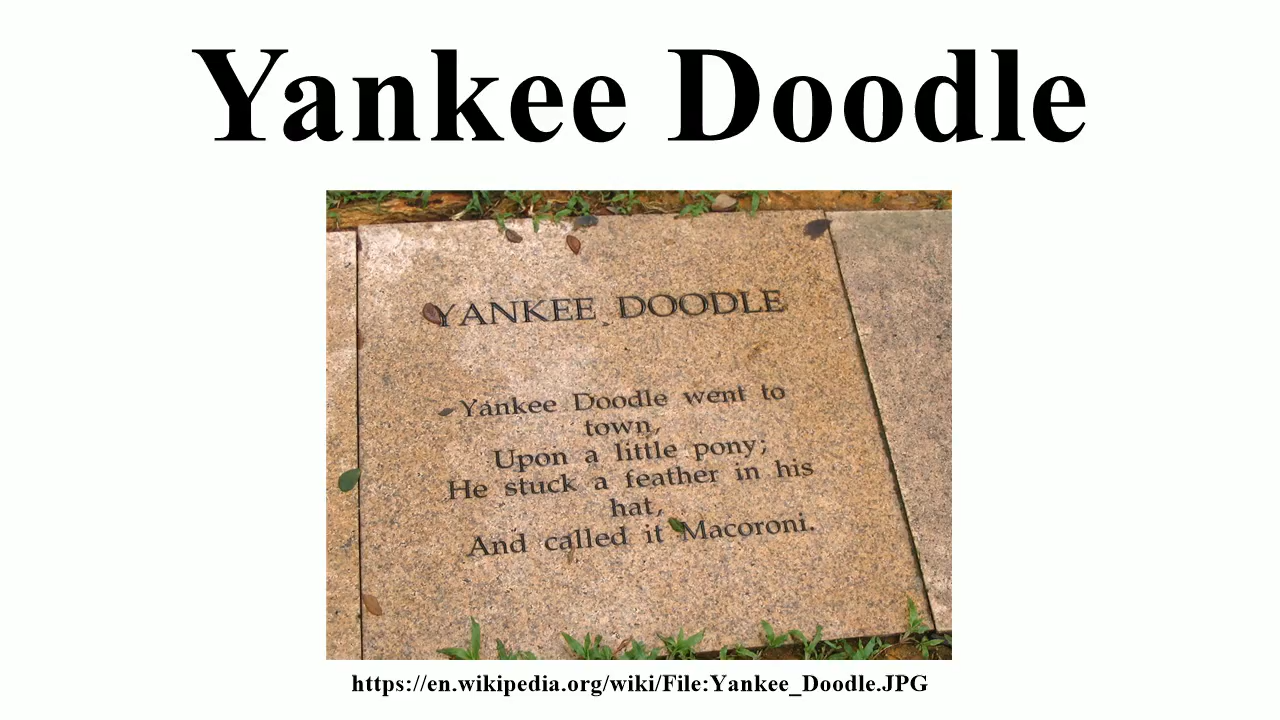 Yankee Doodle
YANKEE DOODLE
Yankee Doodle went to
town,
Upon a little pony;
He stuck a feather in his
hat,
And called it Macoroni.
https://en.wikipedia.org/wiki/File:Yankee_Doodle.JPG